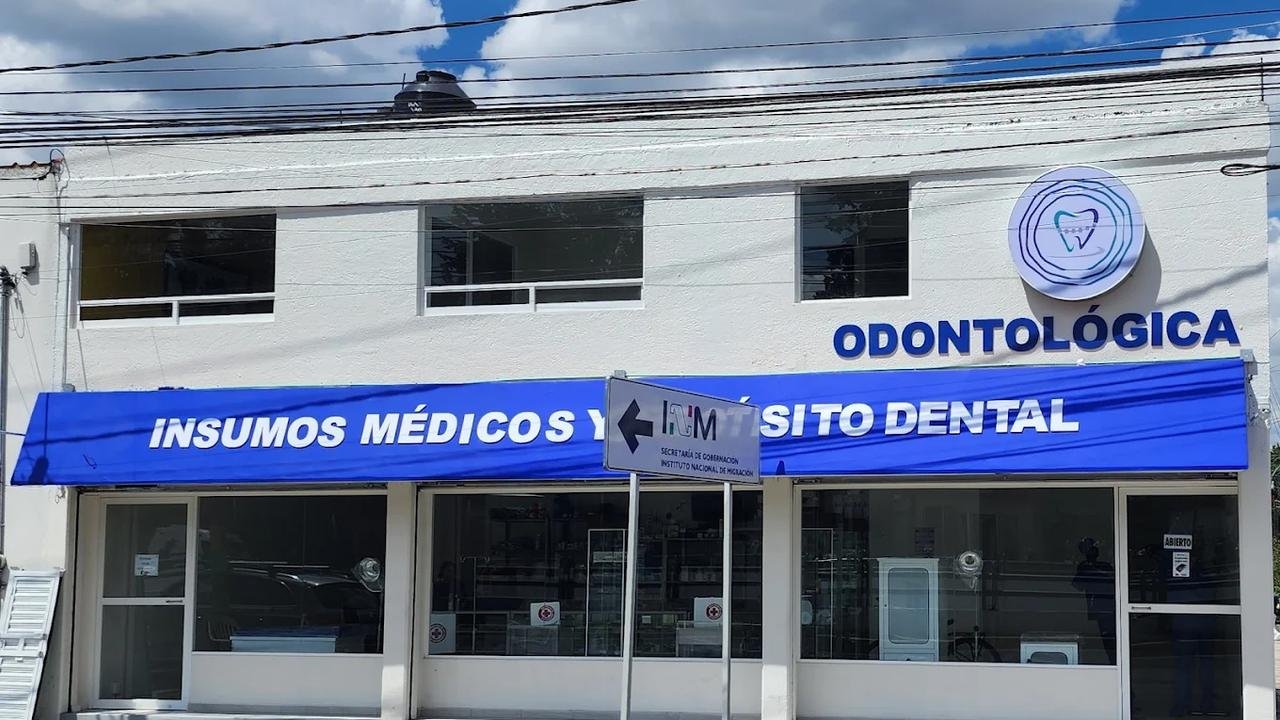 ODONTOLÓGICA
INSUMOS MÉDICOS Y SITO DENTAL
INM
SECRETARÍA DE GOBERNACIÓN
INSTITUTO NACIONAL DE MIGRACIÓN
ABIERTO